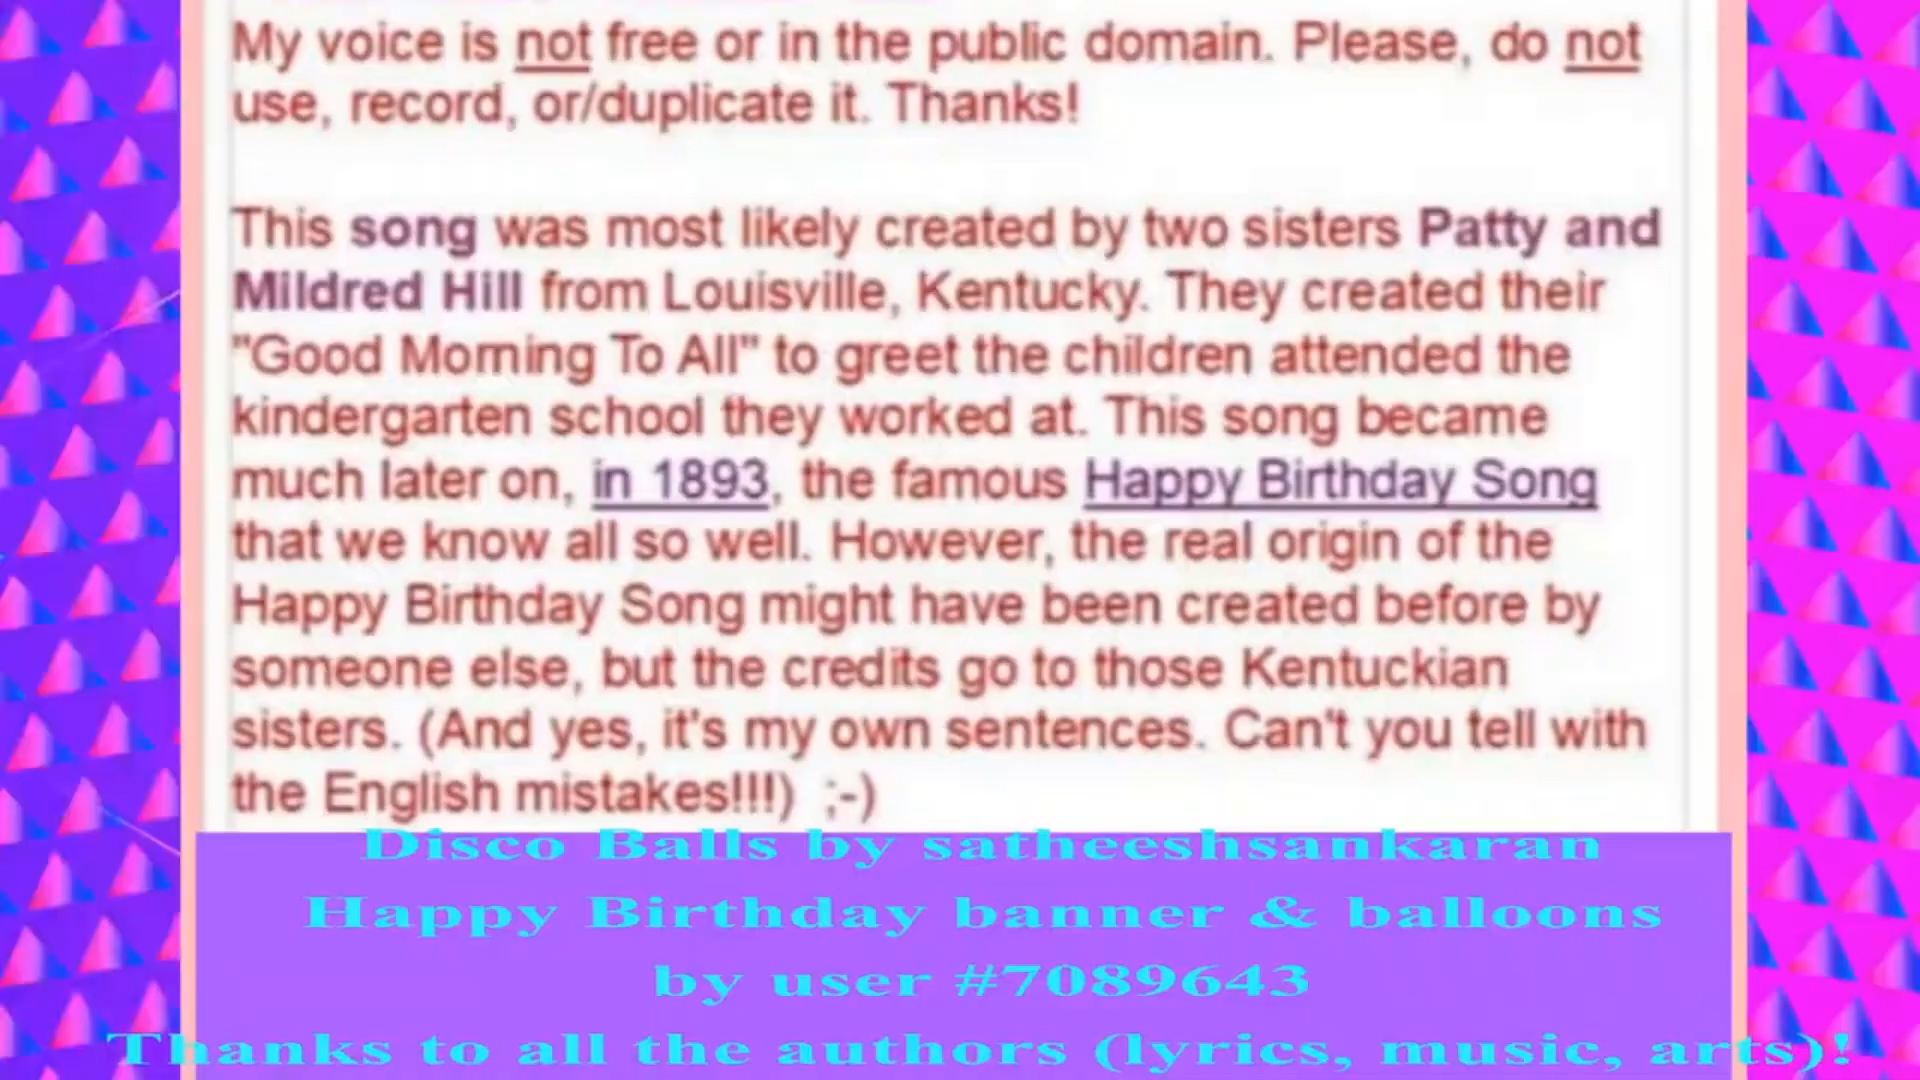 My voice is not free or in the public domain. Please, do not
use, record, or/duplicate it. Thanks!
This song was most likely created by two sisters Patty and
Mildred Hill from Louisville, Kentucky. They created their
"Good Morning To All" to greet the children attended the
kindergarten school they worked at. This song became
much later on, in 1893, the famous Happy Birthday Song
that we know all so well. However, the real origin of the
Happy Birthday Song might have been created before by
someone else, but the credits go to those Kentuckian
sisters. (And yes, it's my own sentences. Can't you tell with
the English mistakes!!!) ;-)
Disco Balls by satheeshsankaran
Happy Birthday banner & balloons
by user #7089643
Thanks to all the authors (lyrics, music, arts)!